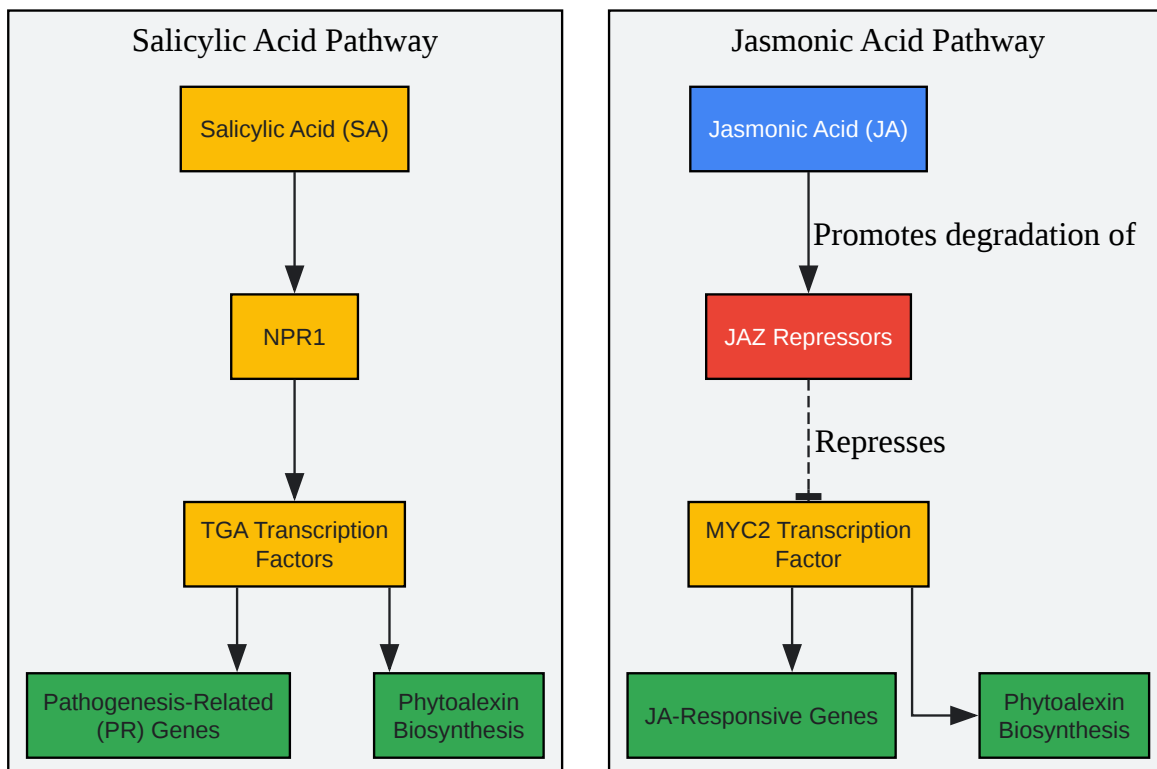 Salicylic Acid Pathway
Salicylic Acid (SA)
NPR1
TGA Transcription
Factors
Pathogenesis-Related
(PR) Genes
Phytoalexin
Biosynthesis
Jasmonic Acid Pathway
Jasmonic Acid (JA)
Promotes degradation of
JAZ Repressors
Represses
MYC2 Transcription
Factor
JA-Responsive Genes
Phytoalexin
Biosynthesis